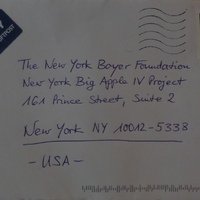 The New York Boyer Foundation
New York Big Apple IV Project
161 Prince Street, Suite 2
New York NY 10012-5338
- USA -